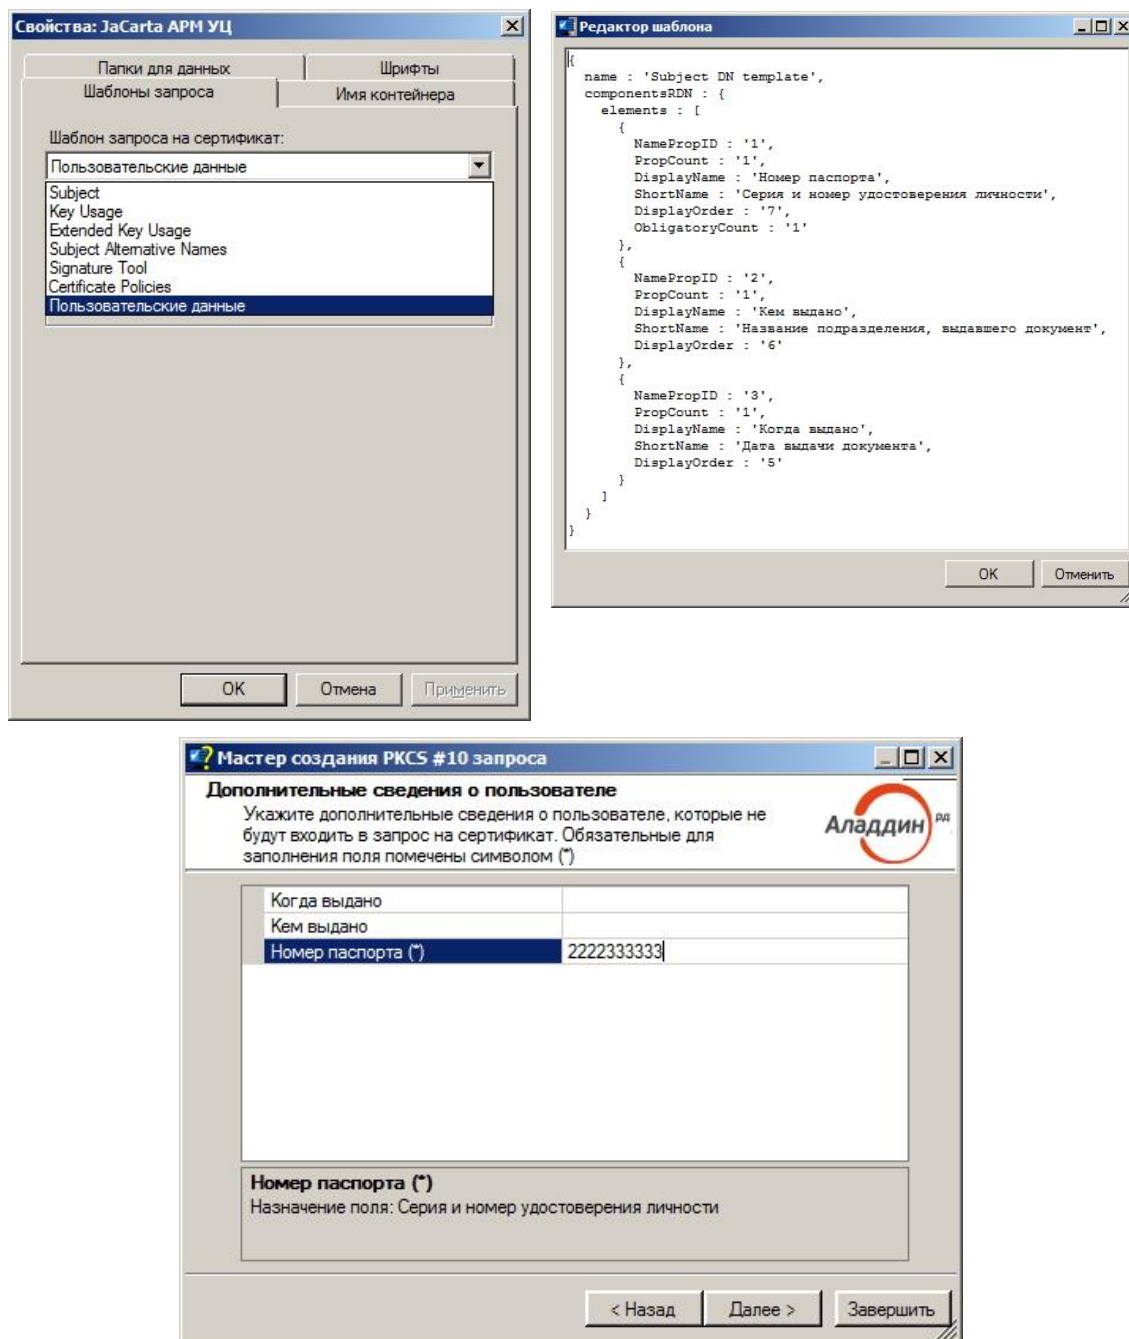 Свойства: JaCarta АРМ УЦ
Папки для данных
Шрифты
Шаблоны запроса
Имя контейнера
Шаблон запроса на сертификат:
Пользовательские данные
Subject
Key Usage
Extended Key Usage
Subject Alternative Names
Signature Tool
Certificate Policies
Пользовательские данные
OK
Отмена
Применить
Редактор шаблона
{
name : 'Subject DN template',
componentsRDN : {
elements : [
{
NamePropID : '1',
PropCount : '1',
DisplayName : 'Номер паспорта',
ShortName : 'Серия и номер удостоверения личности',
DisplayOrder : '7',
ObligatoryCount : '1'
},
{
NamePropID : '2',
PropCount : '1',
DisplayName : 'Кем выдано',
ShortName : 'Название подразделения, выдавшего документ',
DisplayOrder : '6'
},
{
NamePropID : '3',
PropCount : '1',
DisplayName : 'Когда выдано',
ShortName : 'Дата выдачи документа',
DisplayOrder : '5'
}
]
}
}
OK
Отменить
Мастер создания PKCS #10 запроса
Дополнительные сведения о пользователе
Укажите дополнительные сведения о пользователе, которые не
будут входить в запрос на сертификат. Обязательные для
заполнения поля помечены символом (*)
Аладдин РД
Когда выдано
Кем выдано
Номер паспорта (*) 2222333333
Номер паспорта (*)
Назначение поля: Серия и номер удостоверения личности
< Назад
Далее >
Завершить